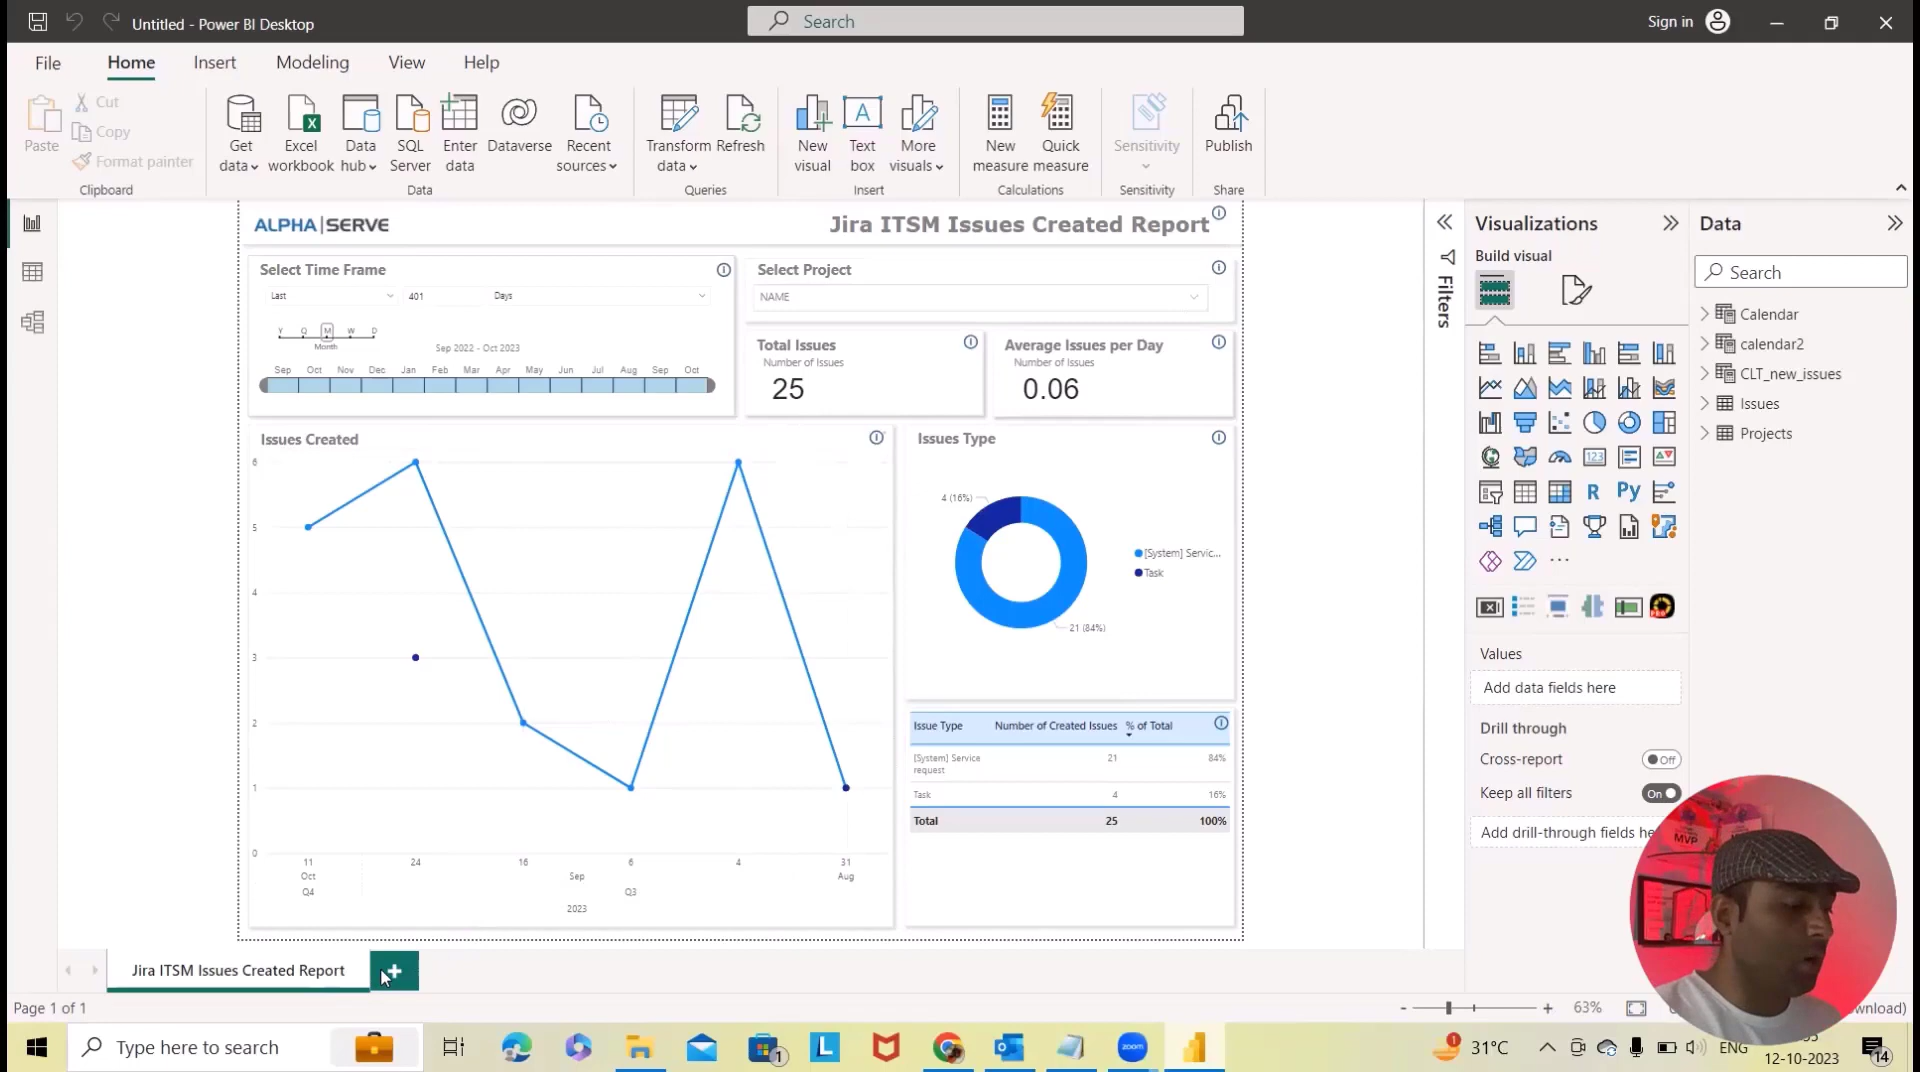 Untitled - Power BI Desktop
Search
Sign in
File
Home
Insert
Modeling
View
Help
Paste
Cut
Copy
Format painter
Clipboard
Get data
Excel workbook
Data hub
SQL Server
Enter data
Dataverse
Recent sources
Data
Transform data
Refresh
Queries
New visual
Text box
More visuals
Insert
New measure
Quick measure
Calculations
Sensitivity
Sensitivity
Publish
Share
ALPHA|SERVE
Jira ITSM Issues Created Report
Select Time Frame
Last
401
Days
Y Q M W D
Month
Sep 2022 - Oct 2023
Sep Oct Nov Dec Jan Feb Mar Apr May Jun Jul Aug Sep Oct
Select Project
NAME
Total Issues
Number of Issues
25
Average Issues per Day
Number of Issues
0.06
Issues Created
6
5
4
3
2
1
0
11 24 16 6 4 31
Oct Sep Aug
Q4 Q3
2023
Issues Type
4 (16%)
21 (84%)
[System] Servic...
Task
Issue Type Number of Created Issues % of Total
[System] Service request 21 84%
Task 4 16%
Total 25 100%
Filters
Visualizations
Build visual
123
R
Py
...
PRO
Values
Add data fields here
Drill through
Cross-report
Off
Keep all filters
On
Add drill-through fields he
Data
Search
Calendar
calendar2
CLT_new_issues
Issues
Projects
MVP
Jira ITSM Issues Created Report
Page 1 of 1
- + 63%
wnload)
Type here to search
1
L
zoom
31°C
ENG
12-10-2023
14